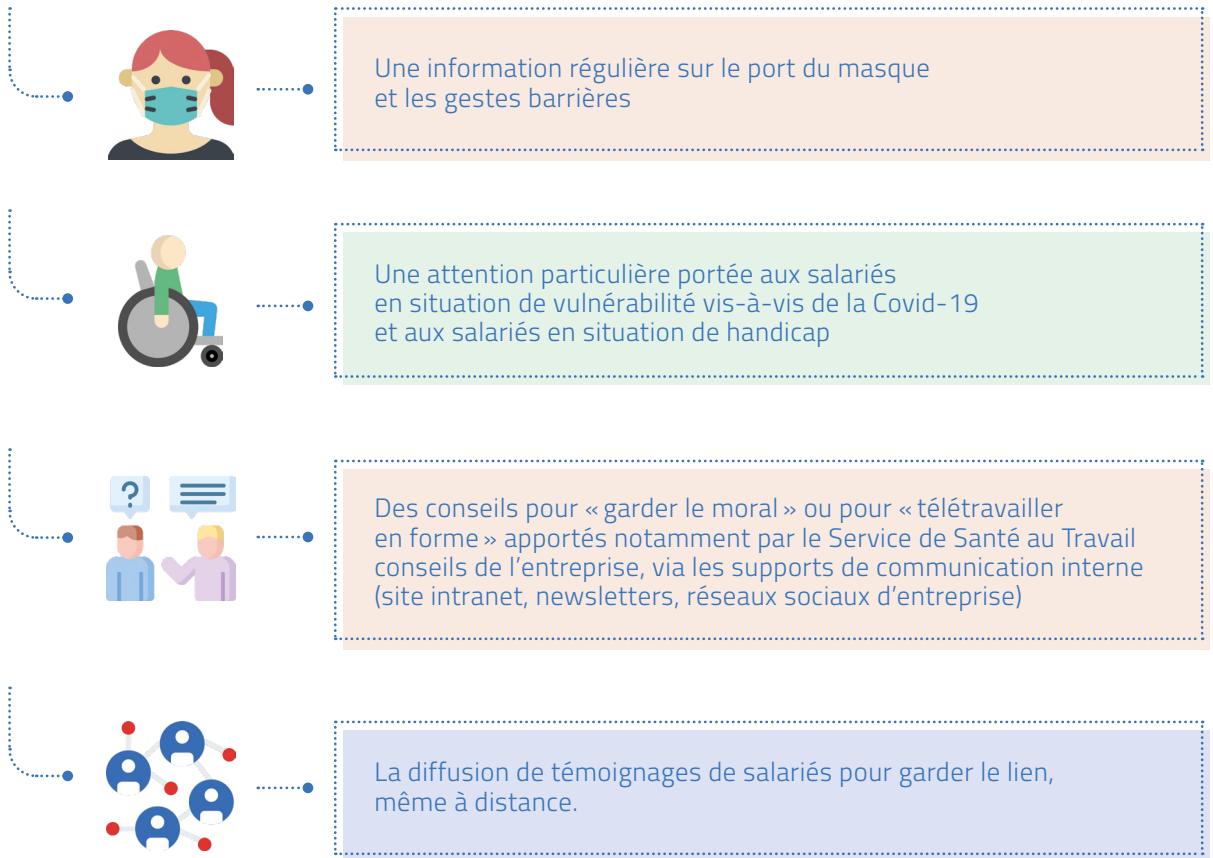 Une information régulière sur le port du masque
et les gestes barrières
Une attention particulière portée aux salariés
en situation de vulnérabilité vis-à-vis de la Covid-19
et aux salariés en situation de handicap
?
Des conseils pour « garder le moral » ou pour « télétravailler
en forme » apportés notamment par le Service de Santé au Travail
conseils de l’entreprise, via les supports de communication interne
(site intranet, newsletters, réseaux sociaux d’entreprise)
La diffusion de témoignages de salariés pour garder le lien,
même à distance.